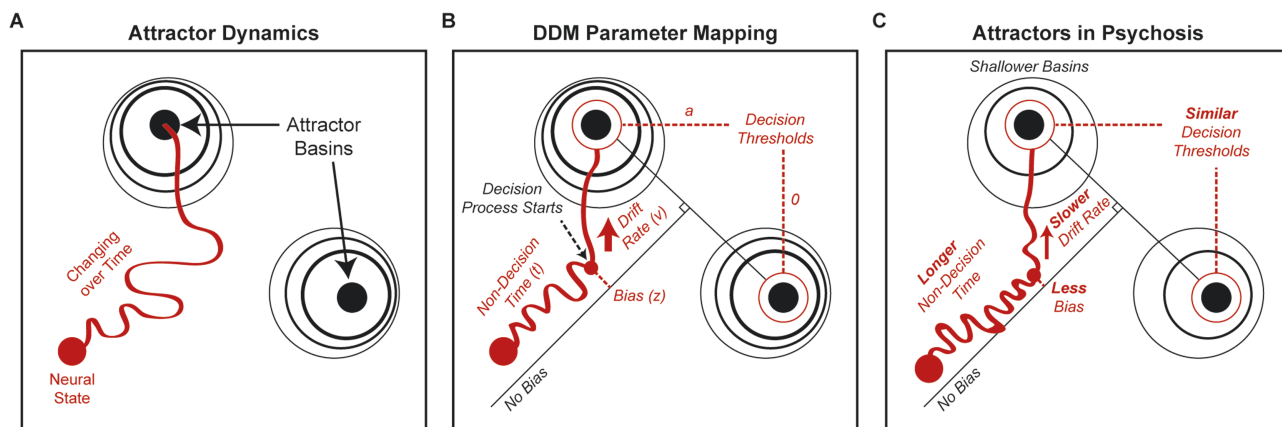 A
Attractor Dynamics
Attractor
Basins
Changing
over Time
Neural
State
B
DDM Parameter Mapping
a
Decision
Thresholds
0
Decision
Process Starts
Drift
Rate (v)
Non-Decision
Time (t)
Bias (z)
No Bias
C
Attractors in Psychosis
Shallower Basins
Similar
Decision
Thresholds
Slower
Drift Rate
Longer
Non-Decision
Time
Less
Bias
No Bias